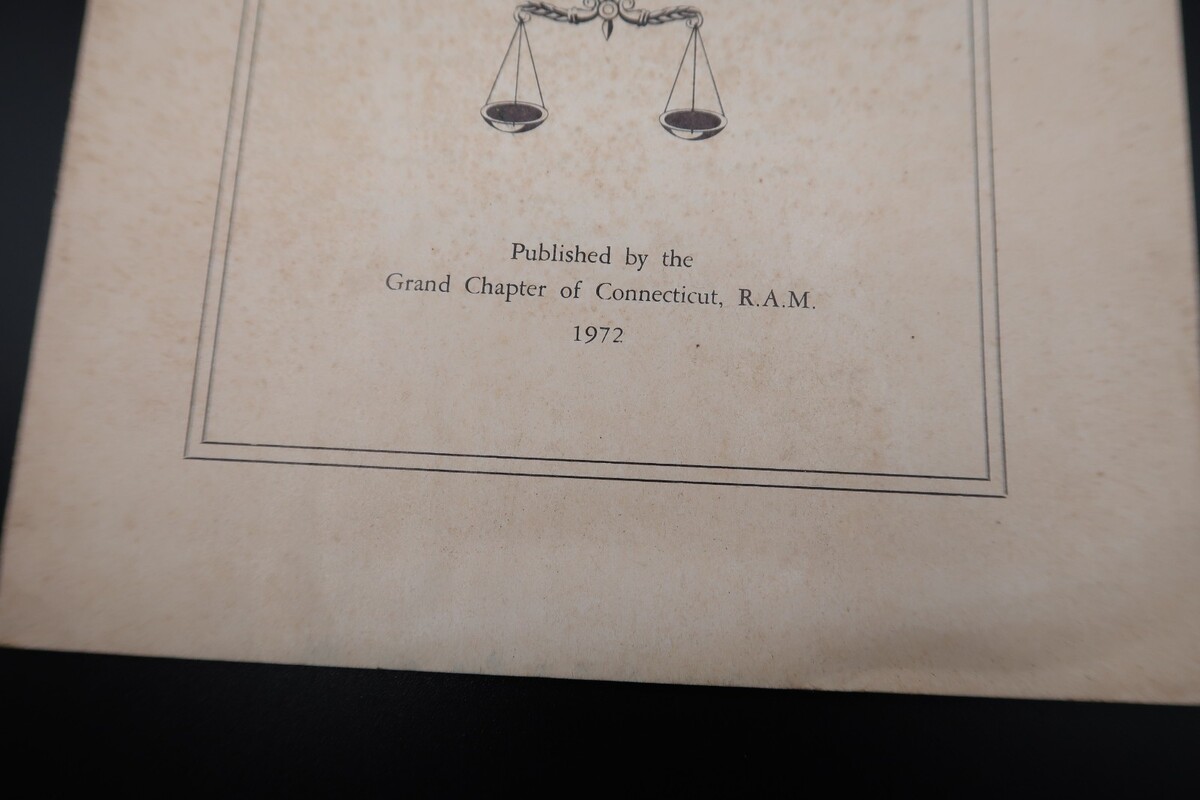 Published by the
Grand Chapter of Connecticut, R.A.M.
1972